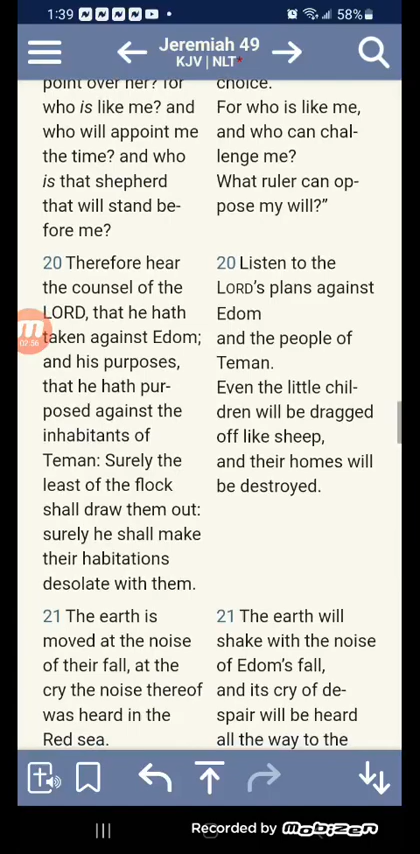 1:39
58%
Jeremiah 49
KJV | NLT*
point over her? for
who is like me? and
who will appoint me
the time? and who
is that shepherd
that will stand be-
fore me?
choice.
For who is like me,
and who can chal-
lenge me?
What ruler can op-
pose my will?”
20 Therefore hear
the counsel of the
LORD, that he hath
taken against Edom;
and his purposes,
that he hath pur-
posed against the
inhabitants of
Teman: Surely the
least of the flock
shall draw them out:
surely he shall make
their habitations
desolate with them.
20 Listen to the
LORD’s plans against
Edom
and the people of
Teman.
Even the little chil-
dren will be dragged
off like sheep,
and their homes will
be destroyed.
21 The earth is
moved at the noise
of their fall, at the
cry the noise thereof
was heard in the
Red sea.
21 The earth will
shake with the noise
of Edom’s fall,
and its cry of de-
spair will be heard
all the way to the
Recorded by Mobizen